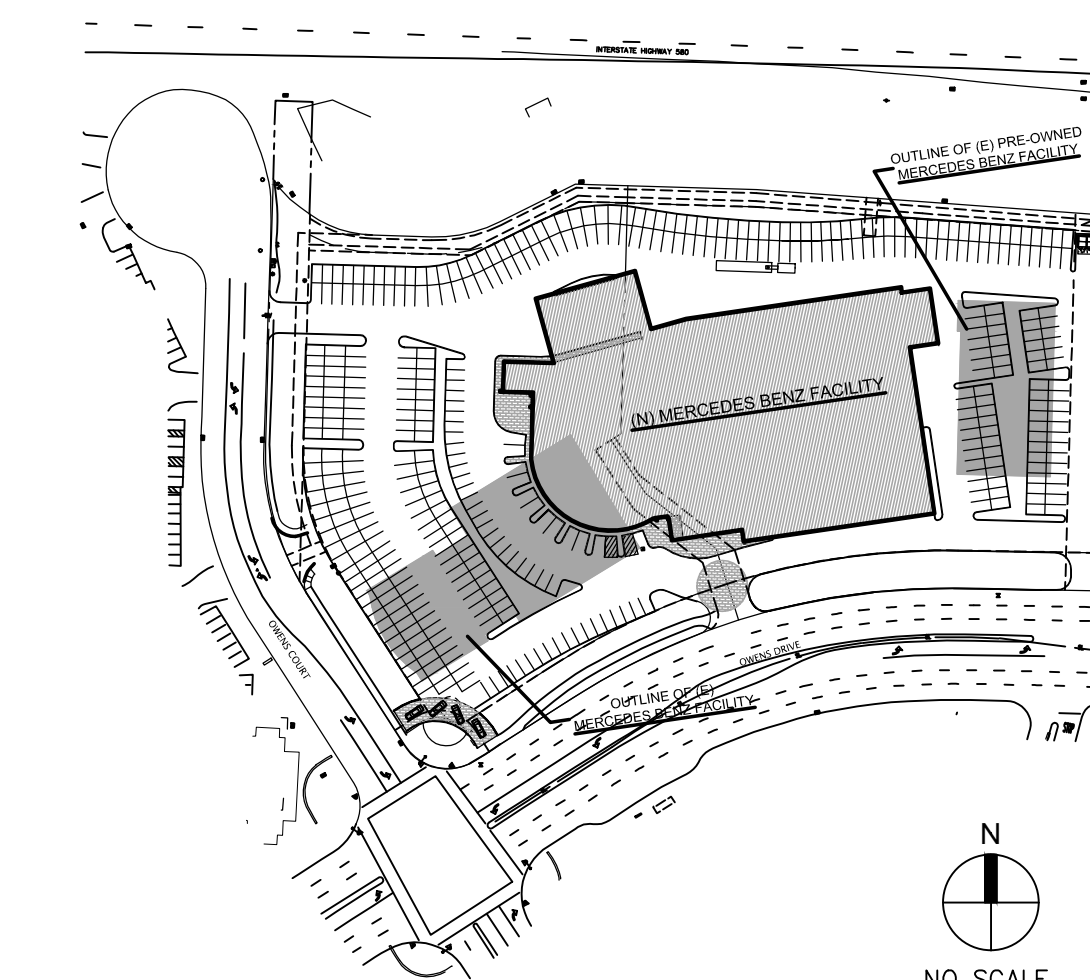 INTERSTATE HIGHWAY 580
OUTLINE OF (E) PRE-OWNED
MERCEDES BENZ FACILITY
(N) MERCEDES BENZ FACILITY
OWENS COURT
OWENS DRIVE
OUTLINE OF (E)
MERCEDES BENZ FACILITY
N
NO SCALE